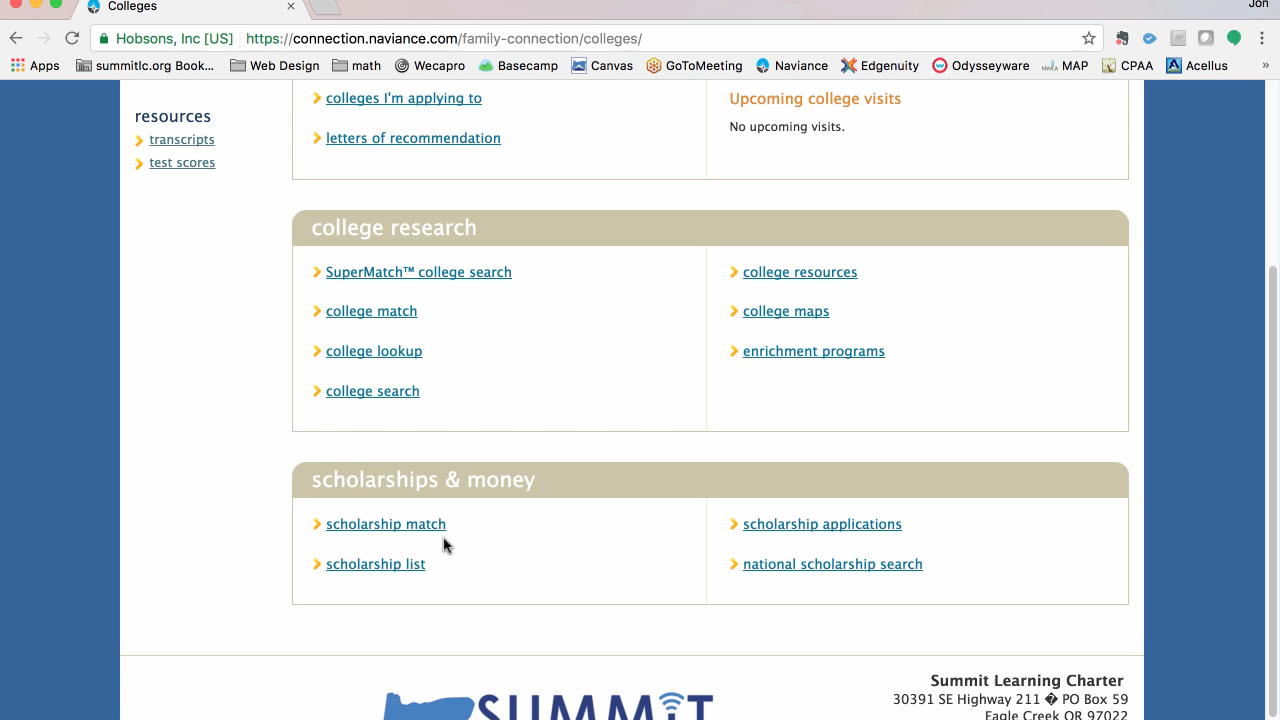 Colleges
Jon
Hobsons, Inc [US] https://connection.naviance.com/family-connection/colleges/
Apps summitlc.org Book... Web Design math Wecapro Basecamp Canvas GoToMeeting Naviance Edgenuity Odysseyware MAP CPAA Acellus »
resources
transcripts
test scores
colleges I'm applying to
letters of recommendation
Upcoming college visits
No upcoming visits.
college research
SuperMatch™ college search
college match
college lookup
college search
college resources
college maps
enrichment programs
scholarships & money
scholarship match
scholarship list
scholarship applications
national scholarship search
SUMMIT
Summit Learning Charter
30391 SE Highway 211 � PO Box 59
Eagle Creek OR 97022